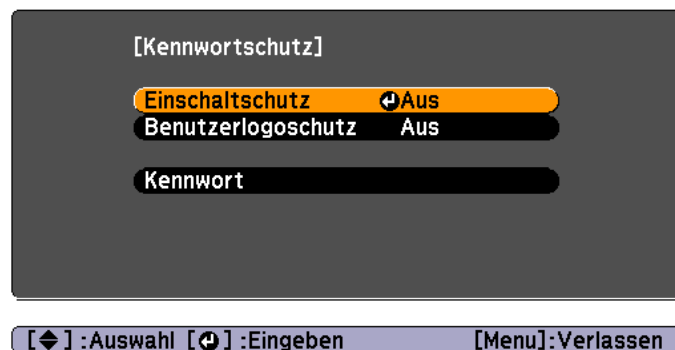 [Kennwortschutz]
Einschaltschutz Aus
Benutzerlogoschutz Aus
Kennwort
[◆] :Auswahl [⏎] :Eingeben [Menu]:Verlassen